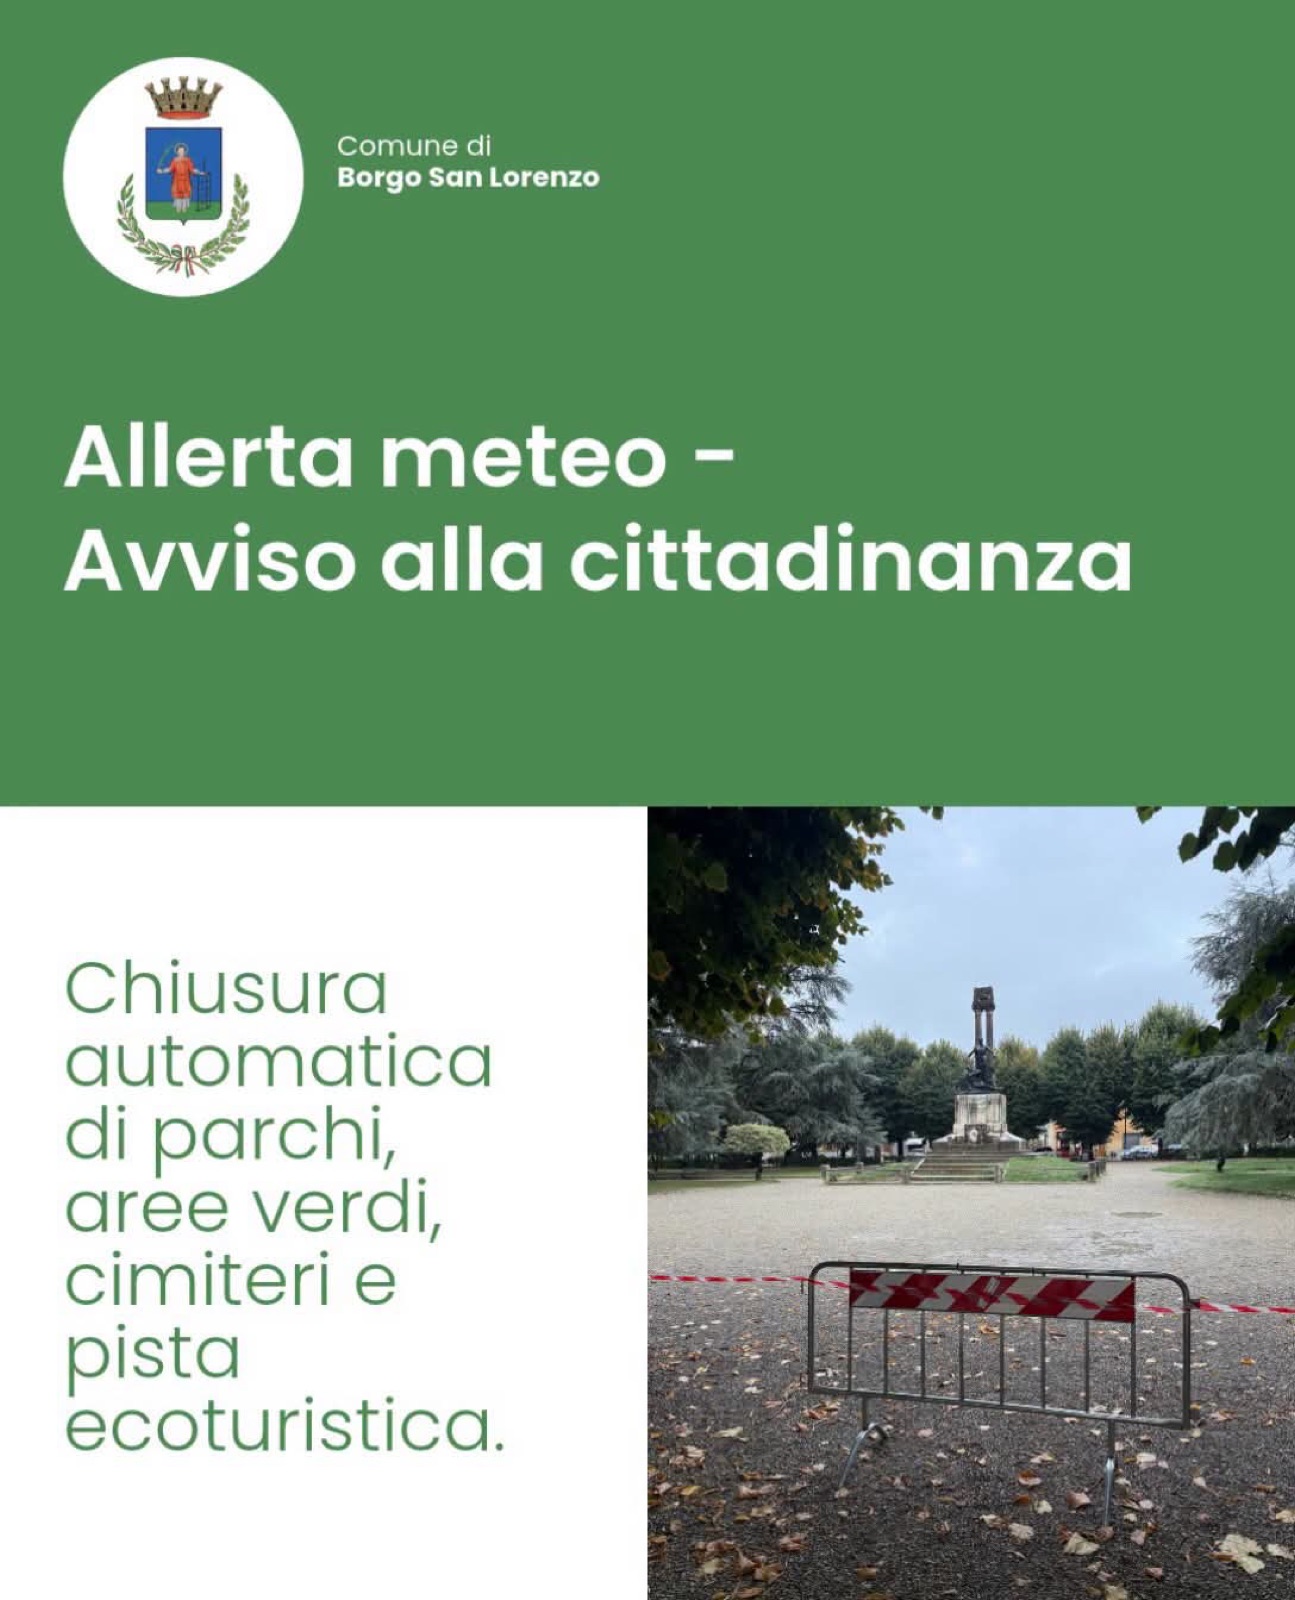 Comune di
Borgo San Lorenzo
Allerta meteo -
Avviso alla cittadinanza
Chiusura
automatica
di parchi,
aree verdi,
cimiteri e
pista
ecoturistica.